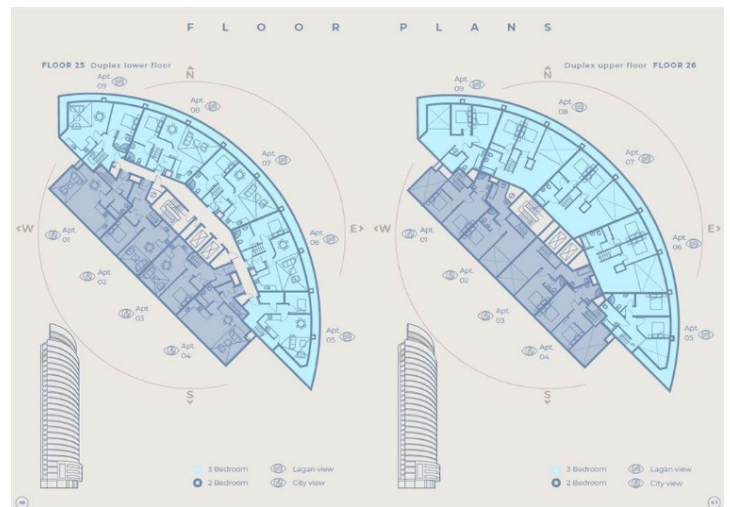 FLOOR PLANS
FLOOR 25 Duplex lower floor
N
Apt. 09
Apt. 08
Apt. 07
W
E
Apt. 01
Apt. 06
Apt. 02
Apt. 03
Apt. 05
Apt. 04
S
3 Bedroom Lagan view
2 Bedroom City view
Duplex upper floor FLOOR 26
N
Apt. 09
Apt. 08
Apt. 07
W
E
Apt. 01
Apt. 06
Apt. 02
Apt. 03
Apt. 05
Apt. 04
S
3 Bedroom Lagan view
2 Bedroom City view